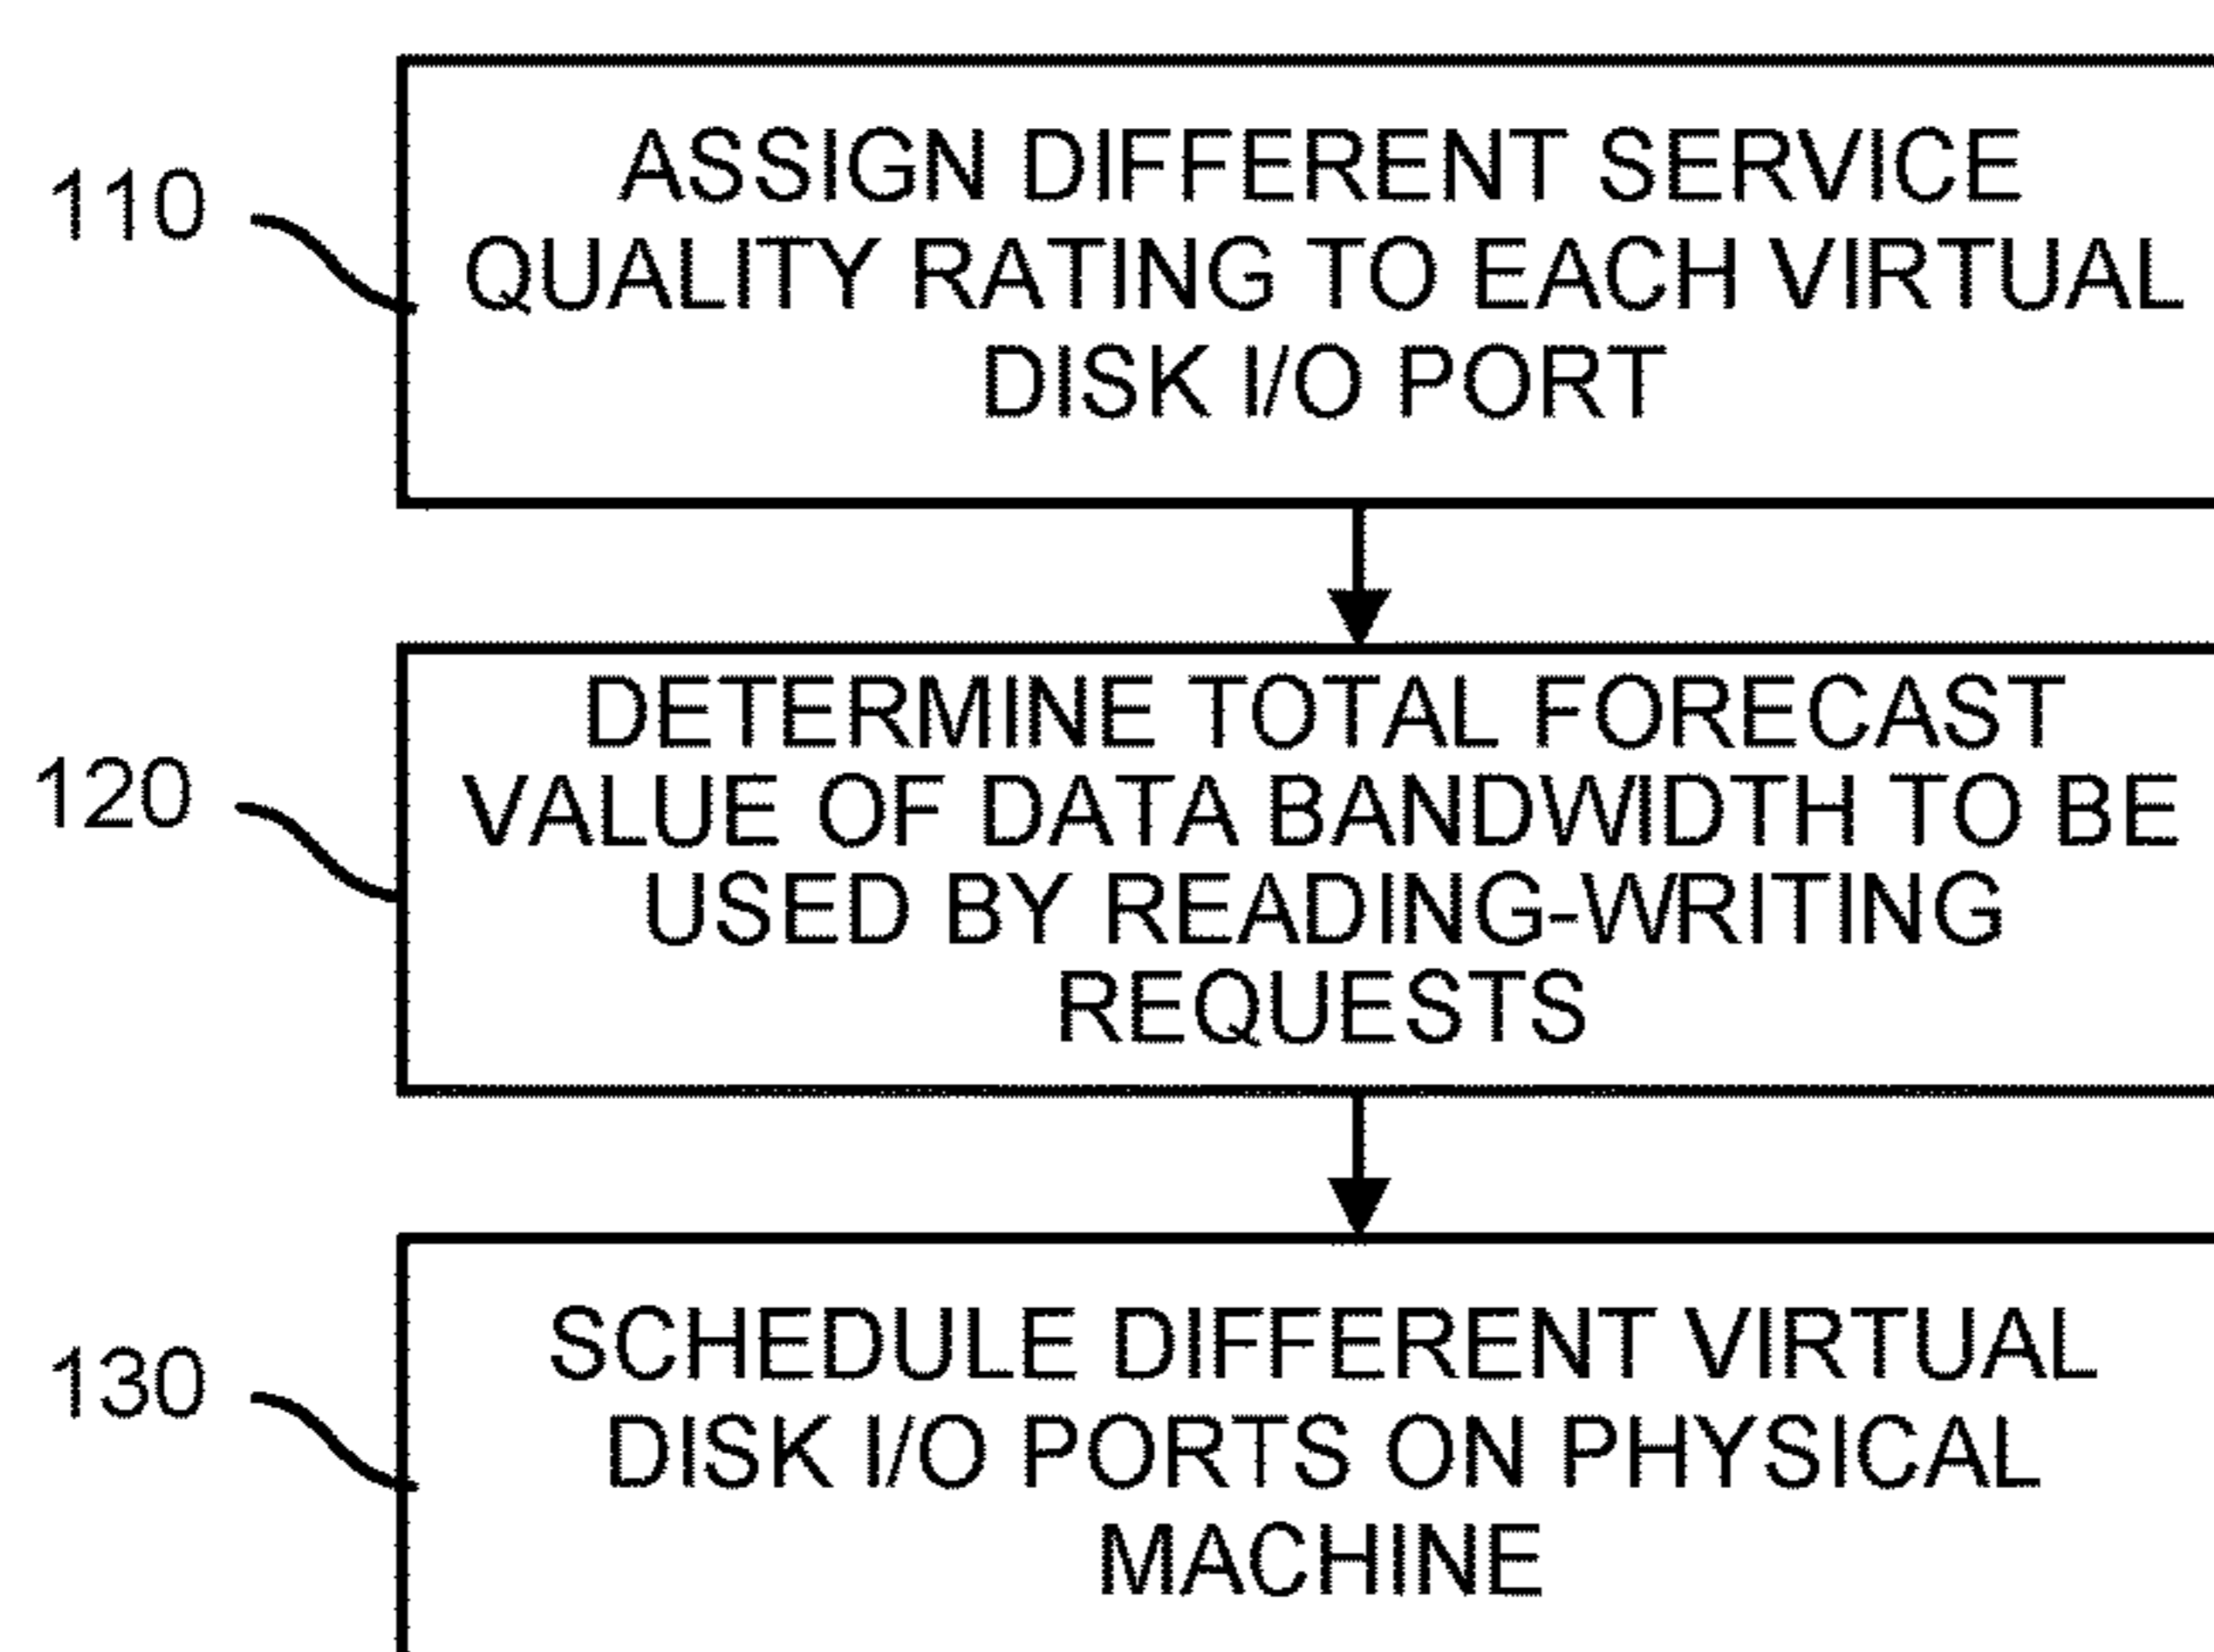 110
ASSIGN DIFFERENT SERVICE
QUALITY RATING TO EACH VIRTUAL
DISK I/O PORT
120
DETERMINE TOTAL FORECAST
VALUE OF DATA BANDWIDTH TO BE
USED BY READING-WRITING
REQUESTS
130
SCHEDULE DIFFERENT VIRTUAL
DISK I/O PORTS ON PHYSICAL
MACHINE